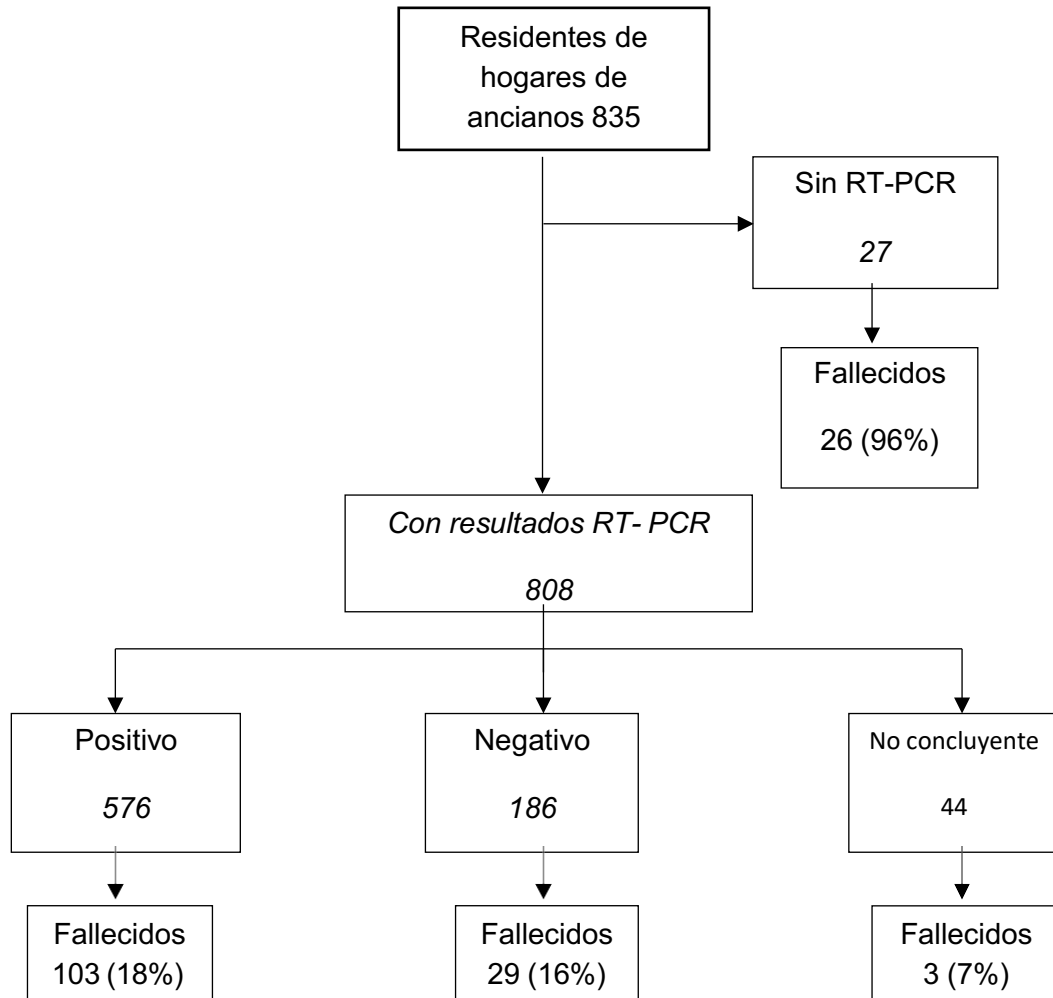 Residentes de
hogares de
ancianos 835
Sin RT-PCR
27
Fallecidos
26 (96%)
Con resultados RT- PCR
808
Positivo
576
Negativo
186
No concluyente
44
Fallecidos
103 (18%)
Fallecidos
29 (16%)
Fallecidos
3 (7%)